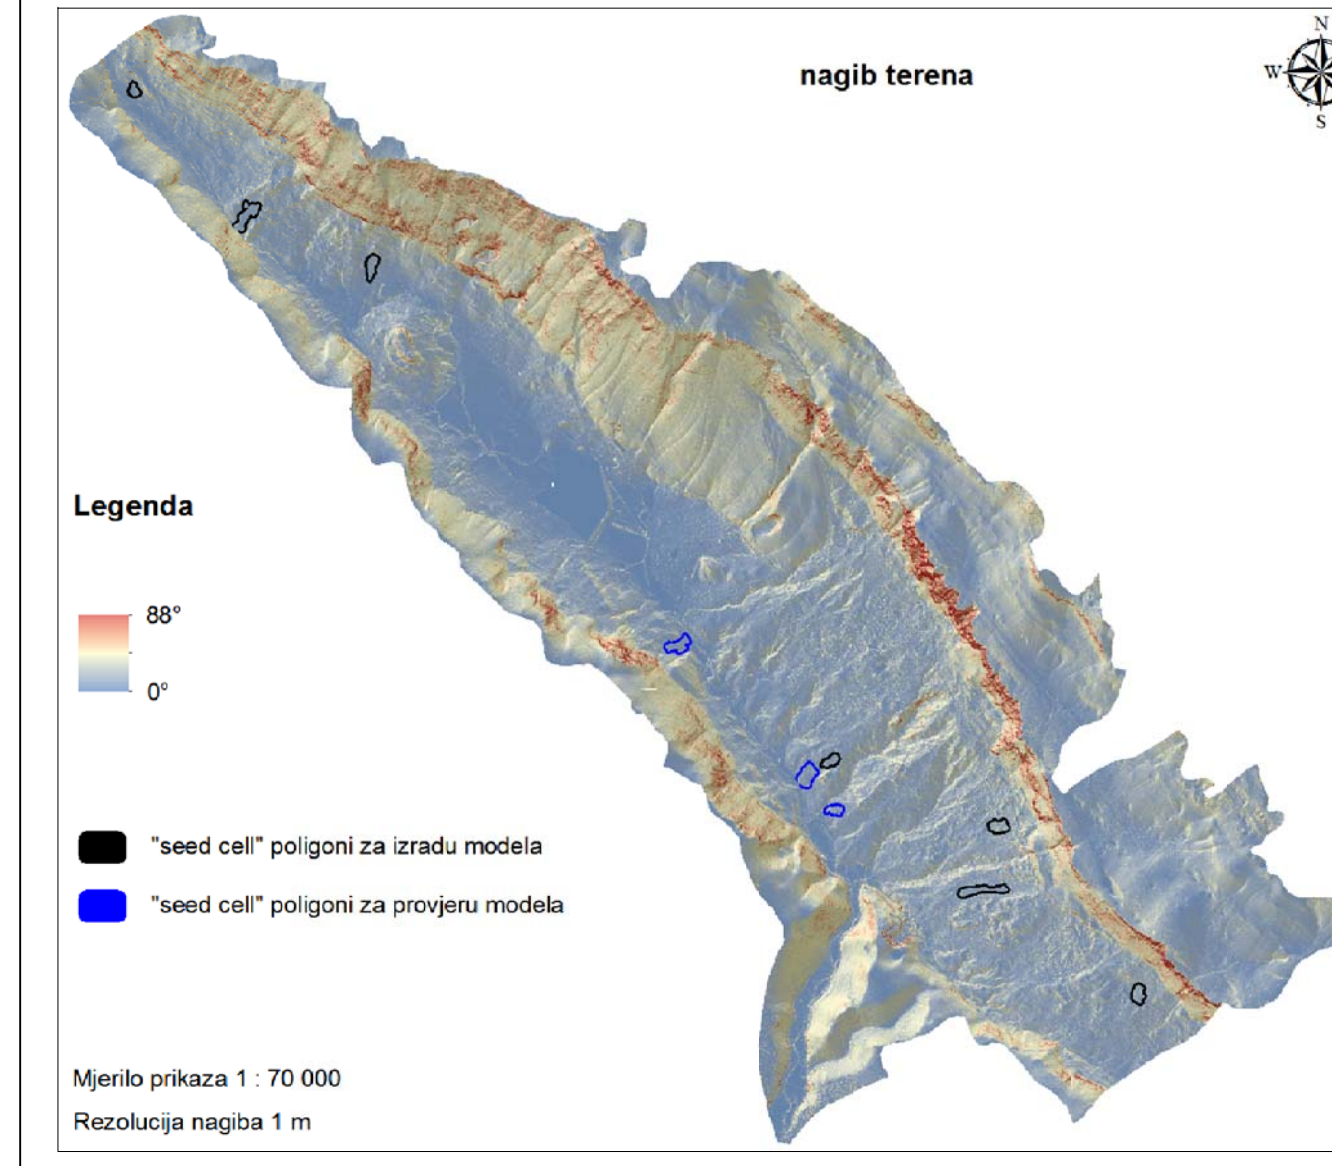 N
nagib terena
W
S
Legenda
88°
0°
"seed cell" poligoni za izradu modela
"seed cell" poligoni za provjeru modela
Mjerilo prikaza 1 : 70 000
Rezolucija nagiba 1 m